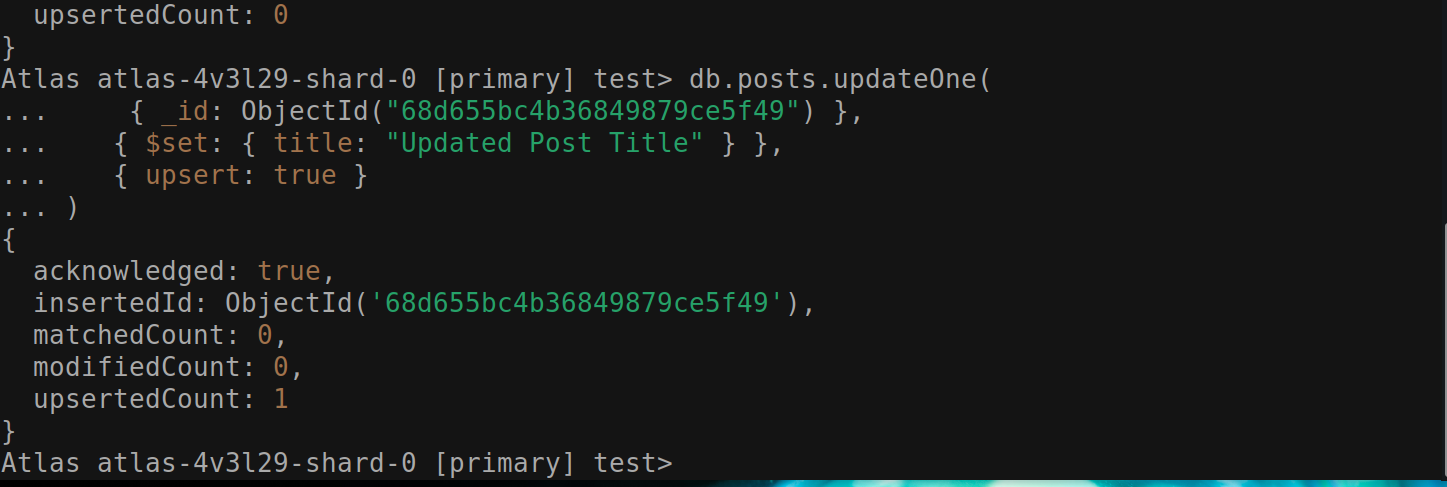 upsertedCount: 0
}
Atlas atlas-4v3l29-shard-0 [primary] test> db.posts.updateOne(
...     { _id: ObjectId("68d655bc4b36849879ce5f49") },
...    { $set: { title: "Updated Post Title" } },
...    { upsert: true }
... )
{
  acknowledged: true,
  insertedId: ObjectId('68d655bc4b36849879ce5f49'),
  matchedCount: 0,
  modifiedCount: 0,
  upsertedCount: 1
}
Atlas atlas-4v3l29-shard-0 [primary] test>